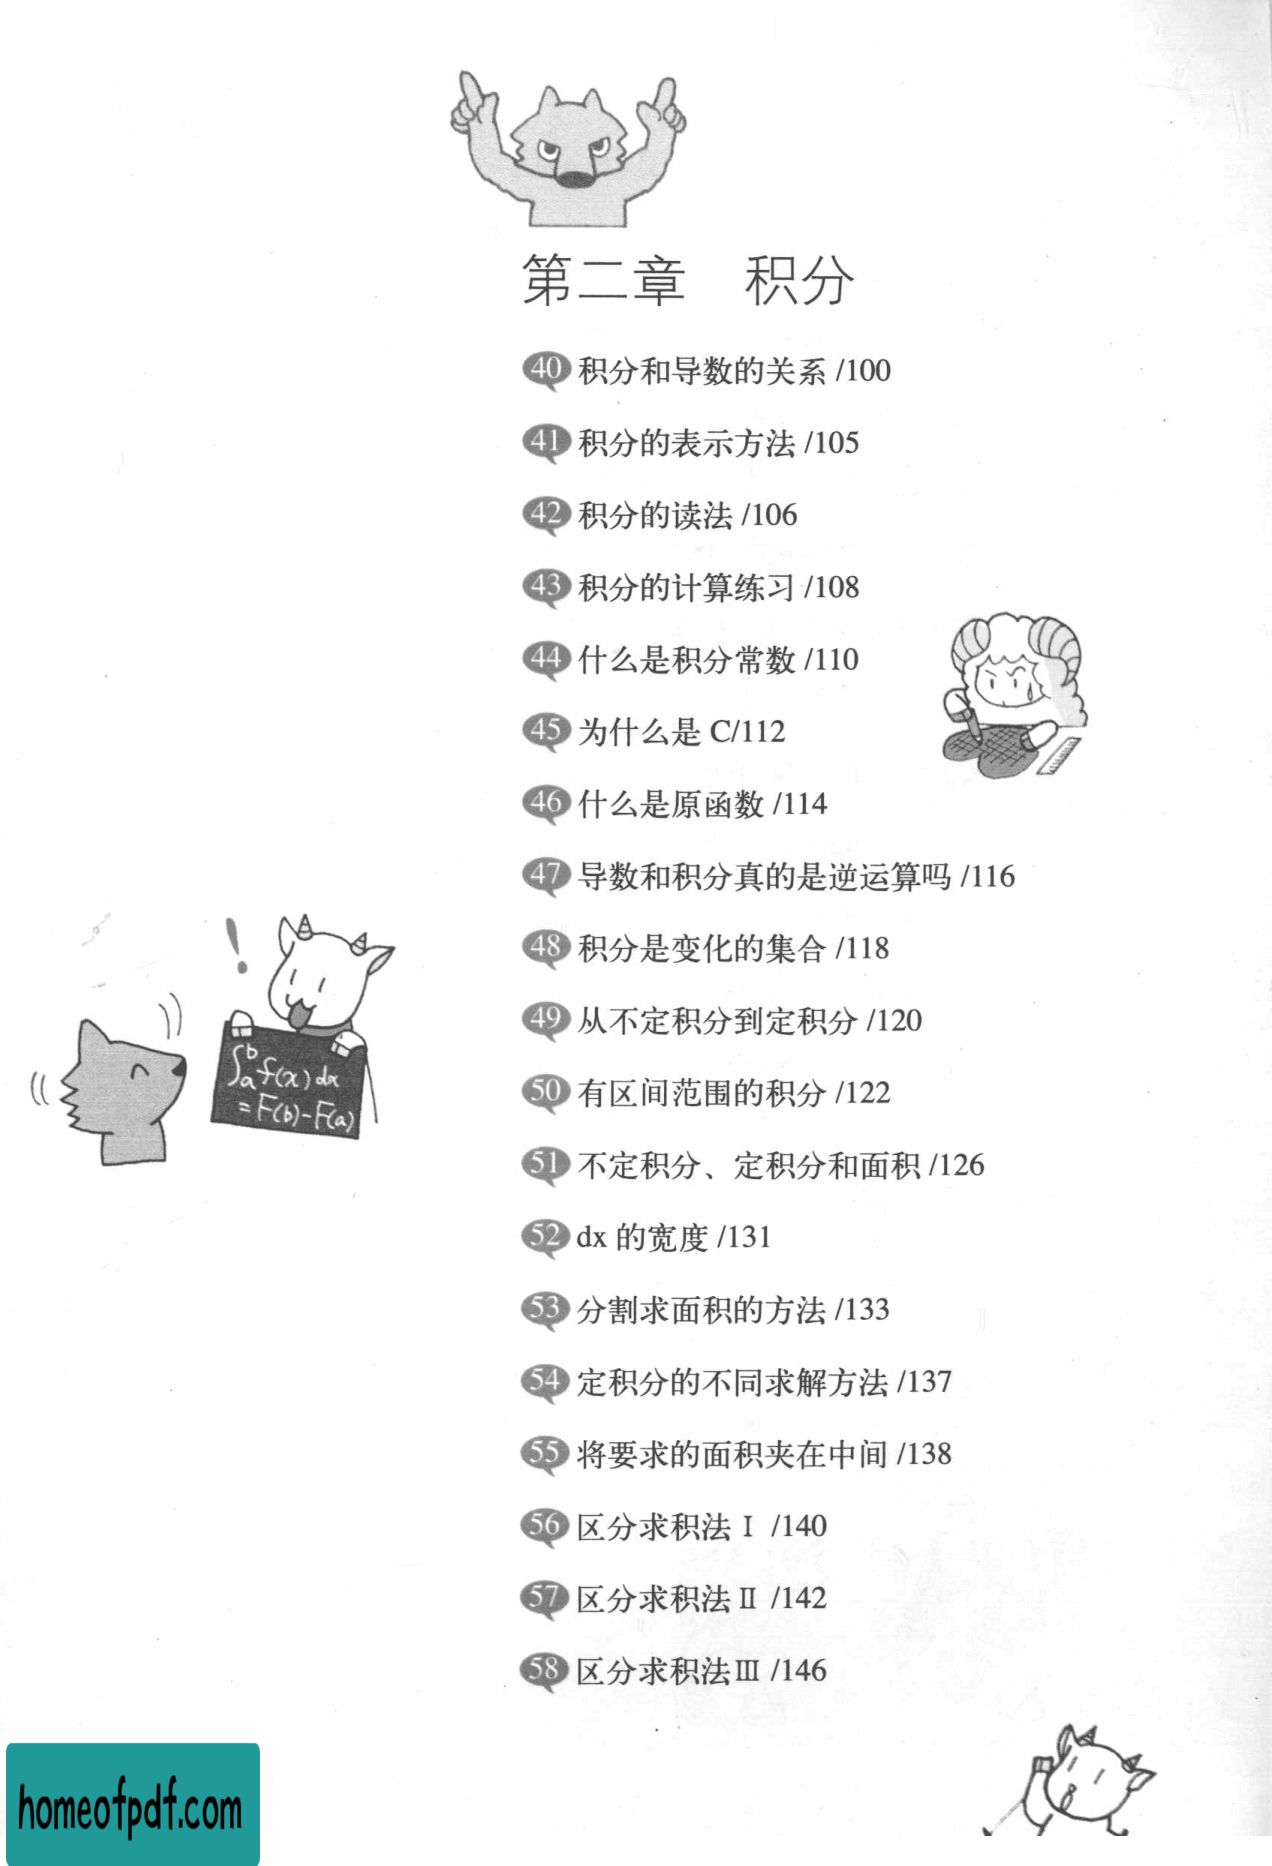 第二章 积分
40 积分和导数的关系 /100
41 积分的表示方法 /105
42 积分的读法 /106
43 积分的计算练习 /108
44 什么是积分常数 /110
45 为什么是 C/112
46 什么是原函数 /114
47 导数和积分真的是逆运算吗 /116
48 积分是变化的集合 /118
!
49 从不定积分到定积分 /120
∫ₐᵇ f(x) dx
= F(b) - F(a)
50 有区间范围的积分 /122
51 不定积分、定积分和面积 /126
52 dx 的宽度 /131
53 分割求面积的方法 /133
54 定积分的不同求解方法 /137
55 将要求的面积夹在中间 /138
56 区分求积法Ⅰ /140
57 区分求积法Ⅱ /142
58 区分求积法Ⅲ /146
homeofpdf.com